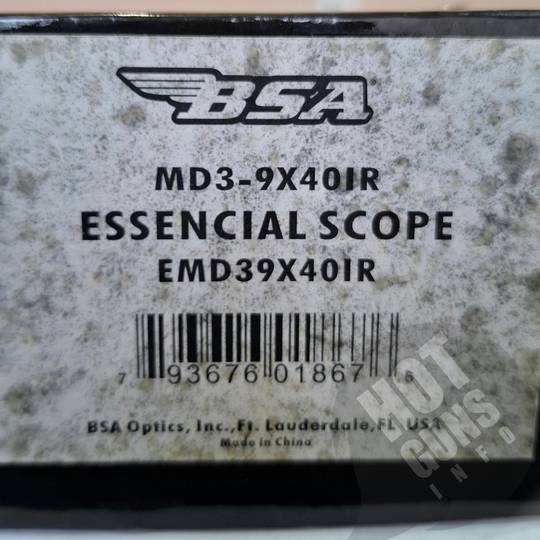 BSA
MD3-9X40IR
ESSENCIAL SCOPE
EMD39X40IR
7 93676 01867 6
BSA Optics, Inc.,Ft. Lauderdale,FL USA
Made in China
HOT
GUNS
INFO